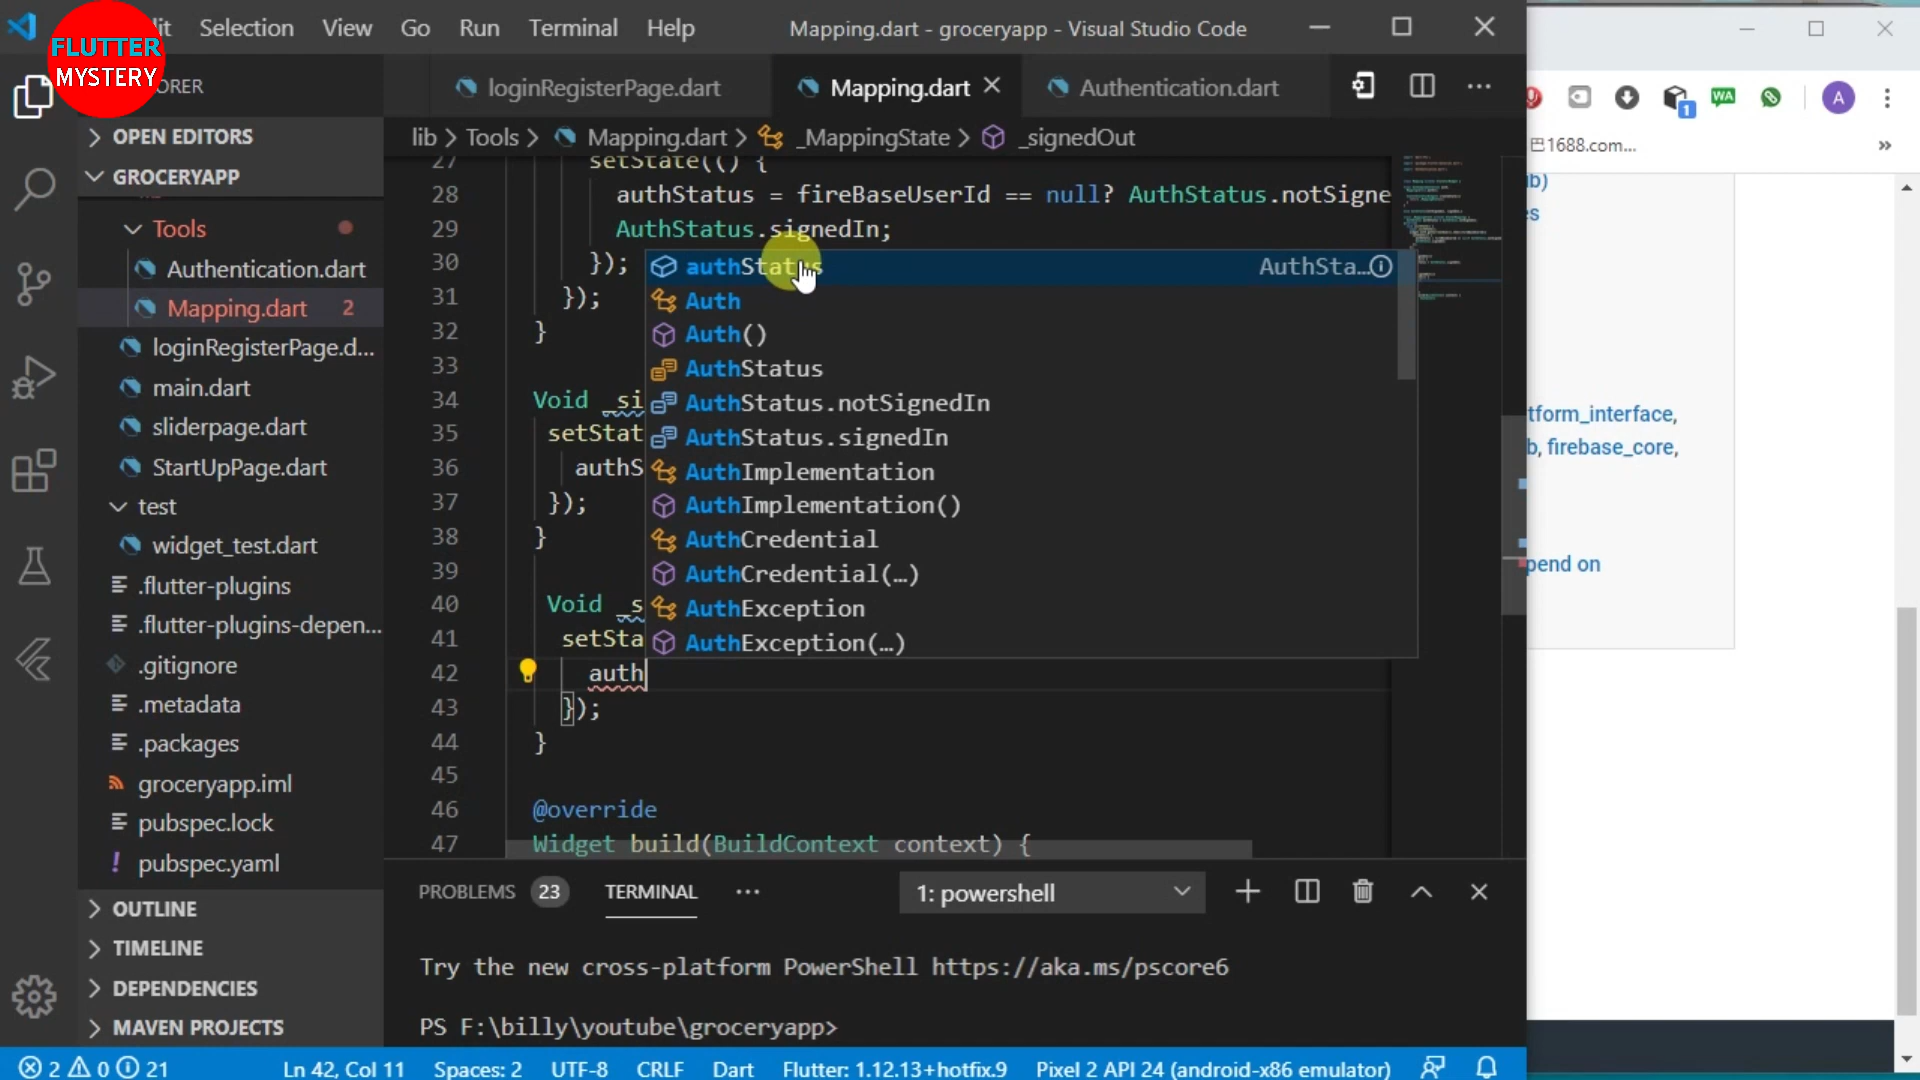 FLUTTER
MYSTERY
Selection View Go Run Terminal Help Mapping.dart - groceryapp - Visual Studio Code
loginRegisterPage.dart Mapping.dart Authentication.dart
lib > Tools > Mapping.dart > _MappingState > _signedOut
OPEN EDITORS
GROCERYAPP
Tools
Authentication.dart
Mapping.dart 2
loginRegisterPage.d...
main.dart
sliderpage.dart
StartUpPage.dart
test
widget_test.dart
.flutter-plugins
.flutter-plugins-depen...
.gitignore
.metadata
.packages
groceryapp.iml
pubspec.lock
pubspec.yaml
OUTLINE
TIMELINE
DEPENDENCIES
MAVEN PROJECTS
27 setState(() {
28 authStatus = fireBaseUserId == null? AuthStatus.notSigne
29 AuthStatus.signedIn;
30 });
31 });
32 }
33
34 Void _si
35 setStat
36 authS
37 });
38 }
39
40 Void _s
41 setSta
42 auth
43 });
44 }
45
46 @override
47 Widget build(BuildContext context) {
authStatus AuthSta...
Auth
Auth()
AuthStatus
AuthStatus.notSignedIn
AuthStatus.signedIn
AuthImplementation
AuthImplementation()
AuthCredential
AuthCredential(…)
AuthException
AuthException(…)
PROBLEMS 23 TERMINAL 1: powershell
Try the new cross-platform PowerShell https://aka.ms/pscore6
PS F:\billy\youtube\groceryapp>
2 0 21 Ln 42, Col 11 Spaces: 2 UTF-8 CRLF Dart Flutter: 1.12.13+hotfix.9 Pixel 2 API 24 (android-x86 emulator)
1 WA A
1688.com... »
tform_interface,
b, firebase_core,
pend on